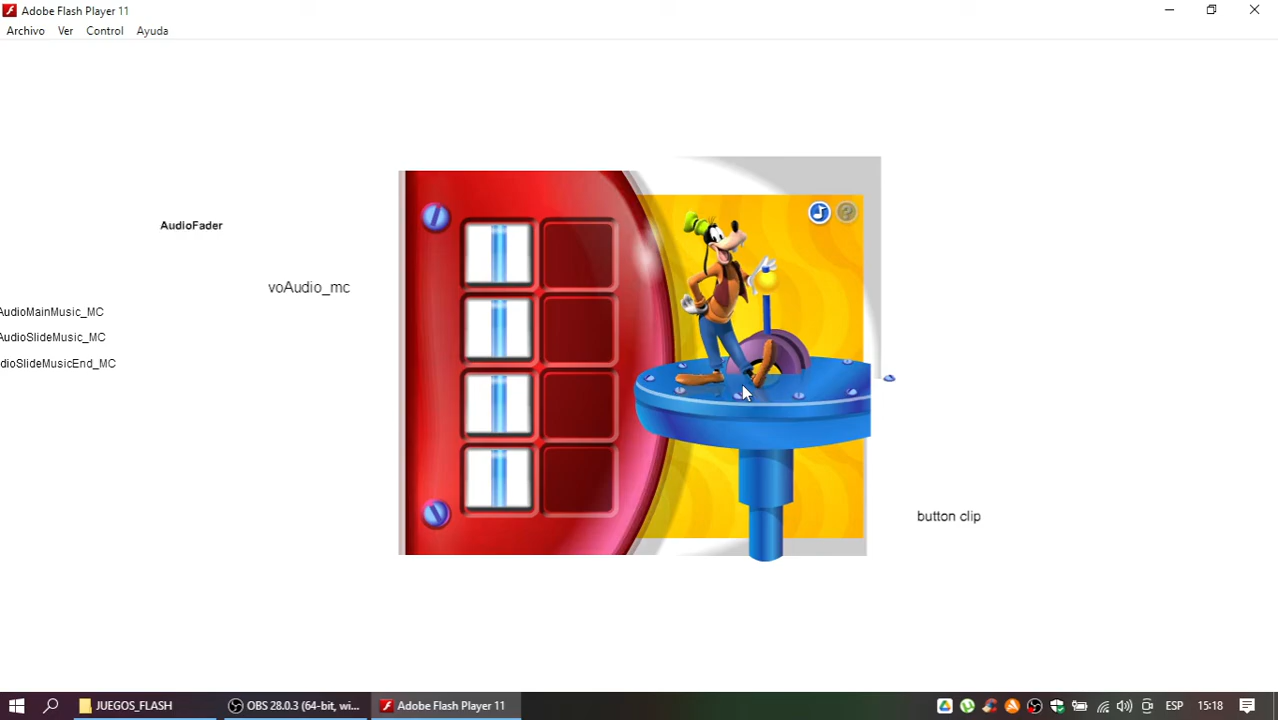 Adobe Flash Player 11
Archivo Ver Control Ayuda
AudioFader
voAudio_mc
AudioMainMusic_MC
AudioSlideMusic_MC
dioSlideMusicEnd_MC
?
button clip
JUEGOS_FLASH
OBS 28.0.3 (64-bit, wi...
Adobe Flash Player 11
ESP
15:18